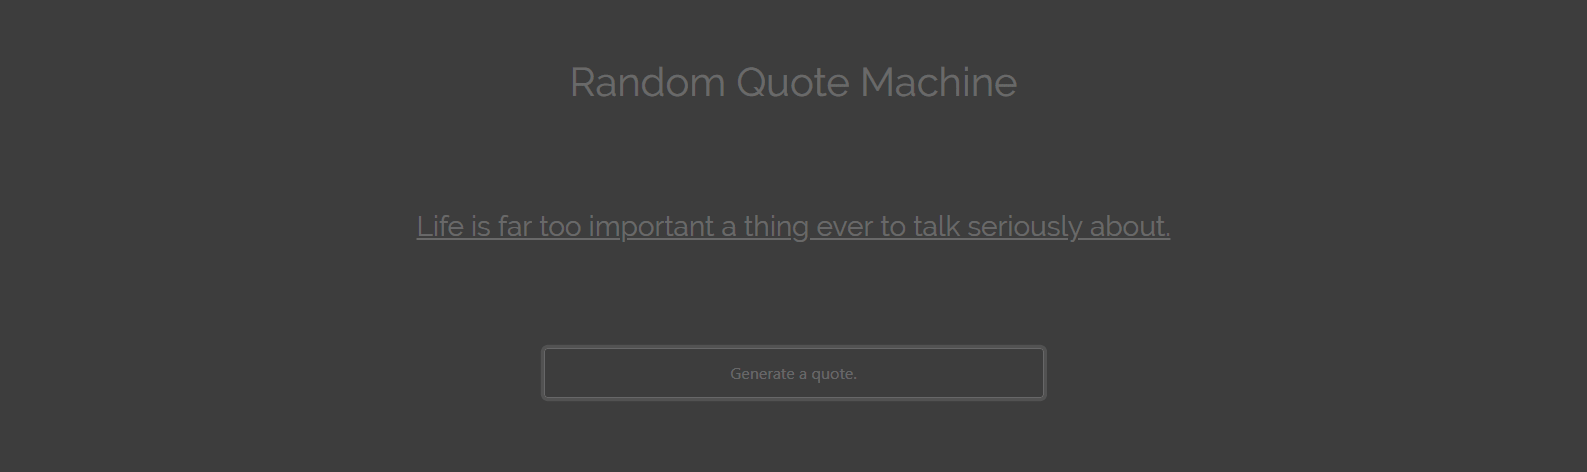 Random Quote Machine
Life is far too important a thing ever to talk seriously about.
Generate a quote.